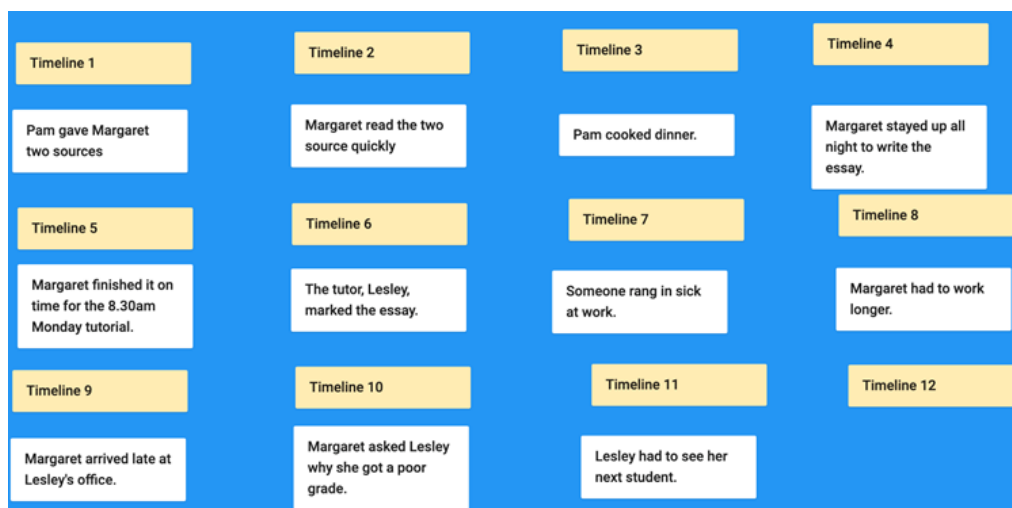 Timeline 1
Timeline 2
Timeline 3
Timeline 4
Pam gave Margaret
two sources
Margaret read the two
source quickly
Pam cooked dinner.
Margaret stayed up all
night to write the
essay.
Timeline 5
Timeline 6
Timeline 7
Timeline 8
Margaret finished it on
time for the 8.30am
Monday tutorial.
The tutor, Lesley,
marked the essay.
Someone rang in sick
at work.
Margaret had to work
longer.
Timeline 9
Timeline 10
Timeline 11
Timeline 12
Margaret arrived late at
Lesley's office.
Margaret asked Lesley
why she got a poor
grade.
Lesley had to see her
next student.